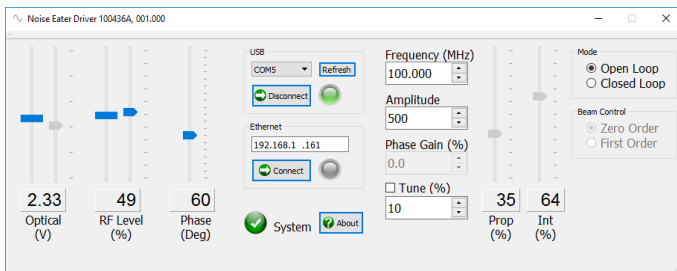 Noise Eater Driver 100436A, 001.000
USB
COM5
Refresh
Disconnect
Ethernet
192.168.1 .161
Connect
System
About
2.33
Optical
(V)
49
RF Level
(%)
60
Phase
(Deg)
Frequency (MHz)
100.000
Amplitude
500
Phase Gain (%)
0.0
Tune (%)
10
35
Prop
(%)
64
Int
(%)
Mode
Open Loop
Closed Loop
Beam Control
Zero Order
First Order